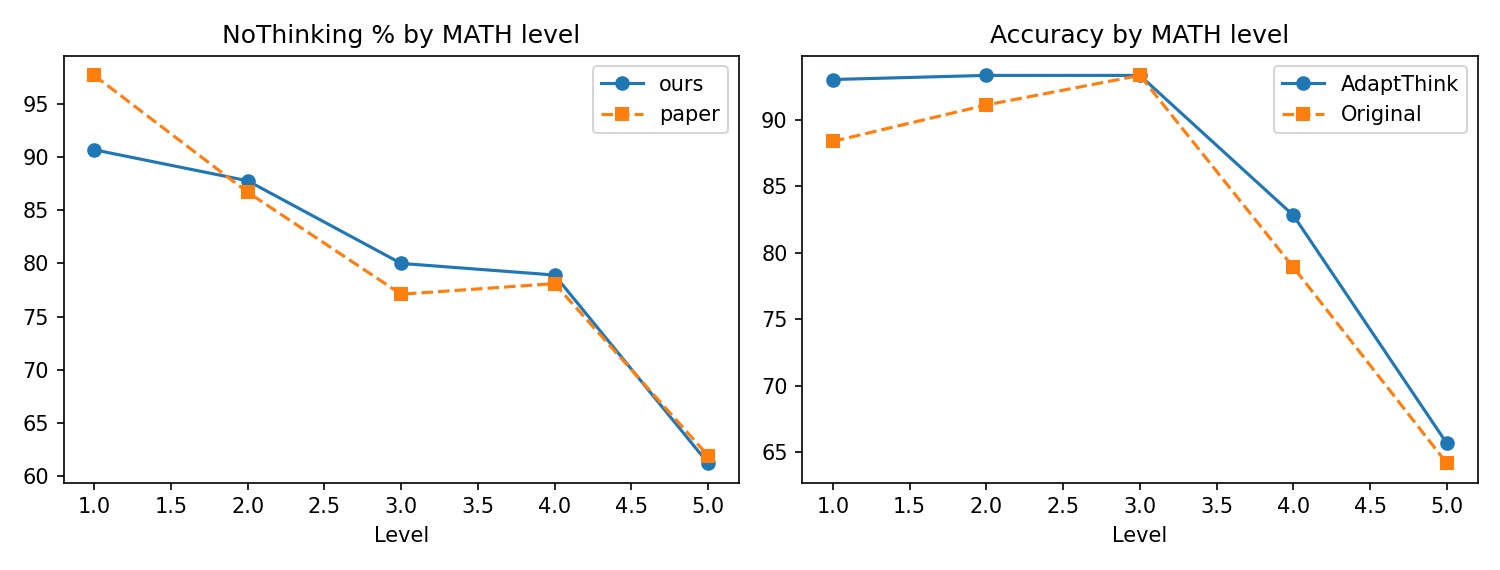 NoThinking % by MATH level
ours
paper
95
90
85
80
75
70
65
60
1.0 1.5 2.0 2.5 3.0 3.5 4.0 4.5 5.0
Level
Accuracy by MATH level
AdaptThink
Original
90
85
80
75
70
65
1.0 1.5 2.0 2.5 3.0 3.5 4.0 4.5 5.0
Level